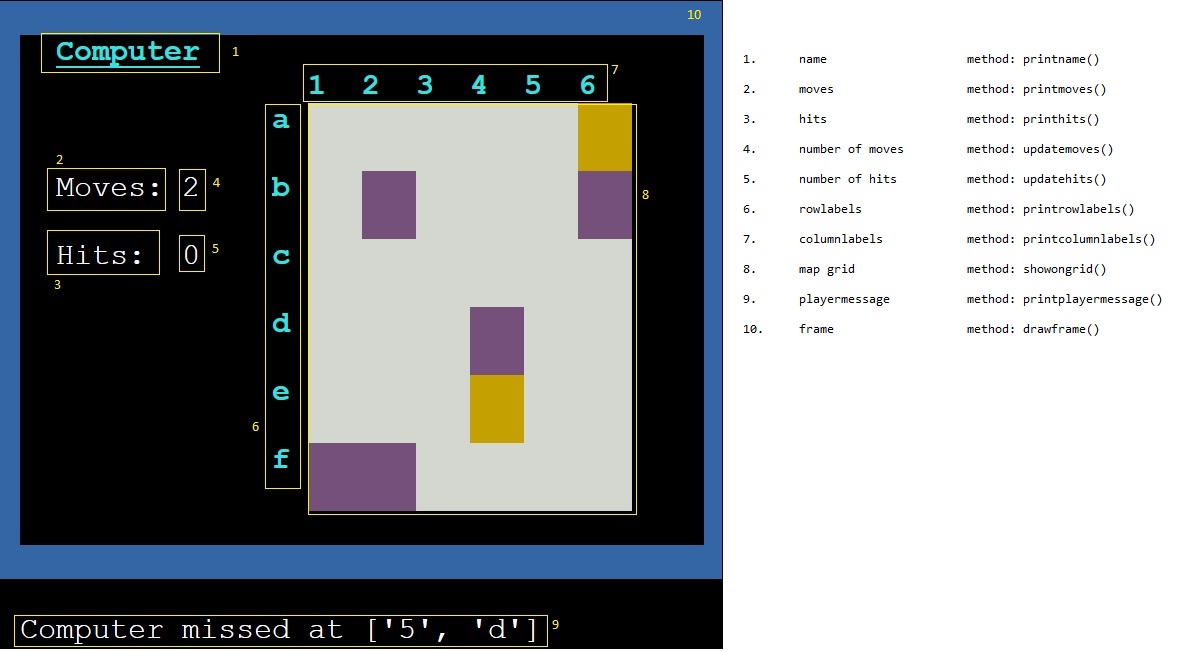 10
Computer 1
7
1 2 3 4 5 6
a
2
Moves: 2 4
b
8
Hits: 0 5
c
3
d
e
6
f
Computer missed at ['5', 'd'] 9
1. name method: printname()
2. moves method: printmoves()
3. hits method: printhits()
4. number of moves method: updatemoves()
5. number of hits method: updatehits()
6. rowlabels method: printrowlabels()
7. columnlabels method: printcolumnlabels()
8. map grid method: showongrid()
9. playermessage method: printplayermessage()
10. frame method: drawframe()